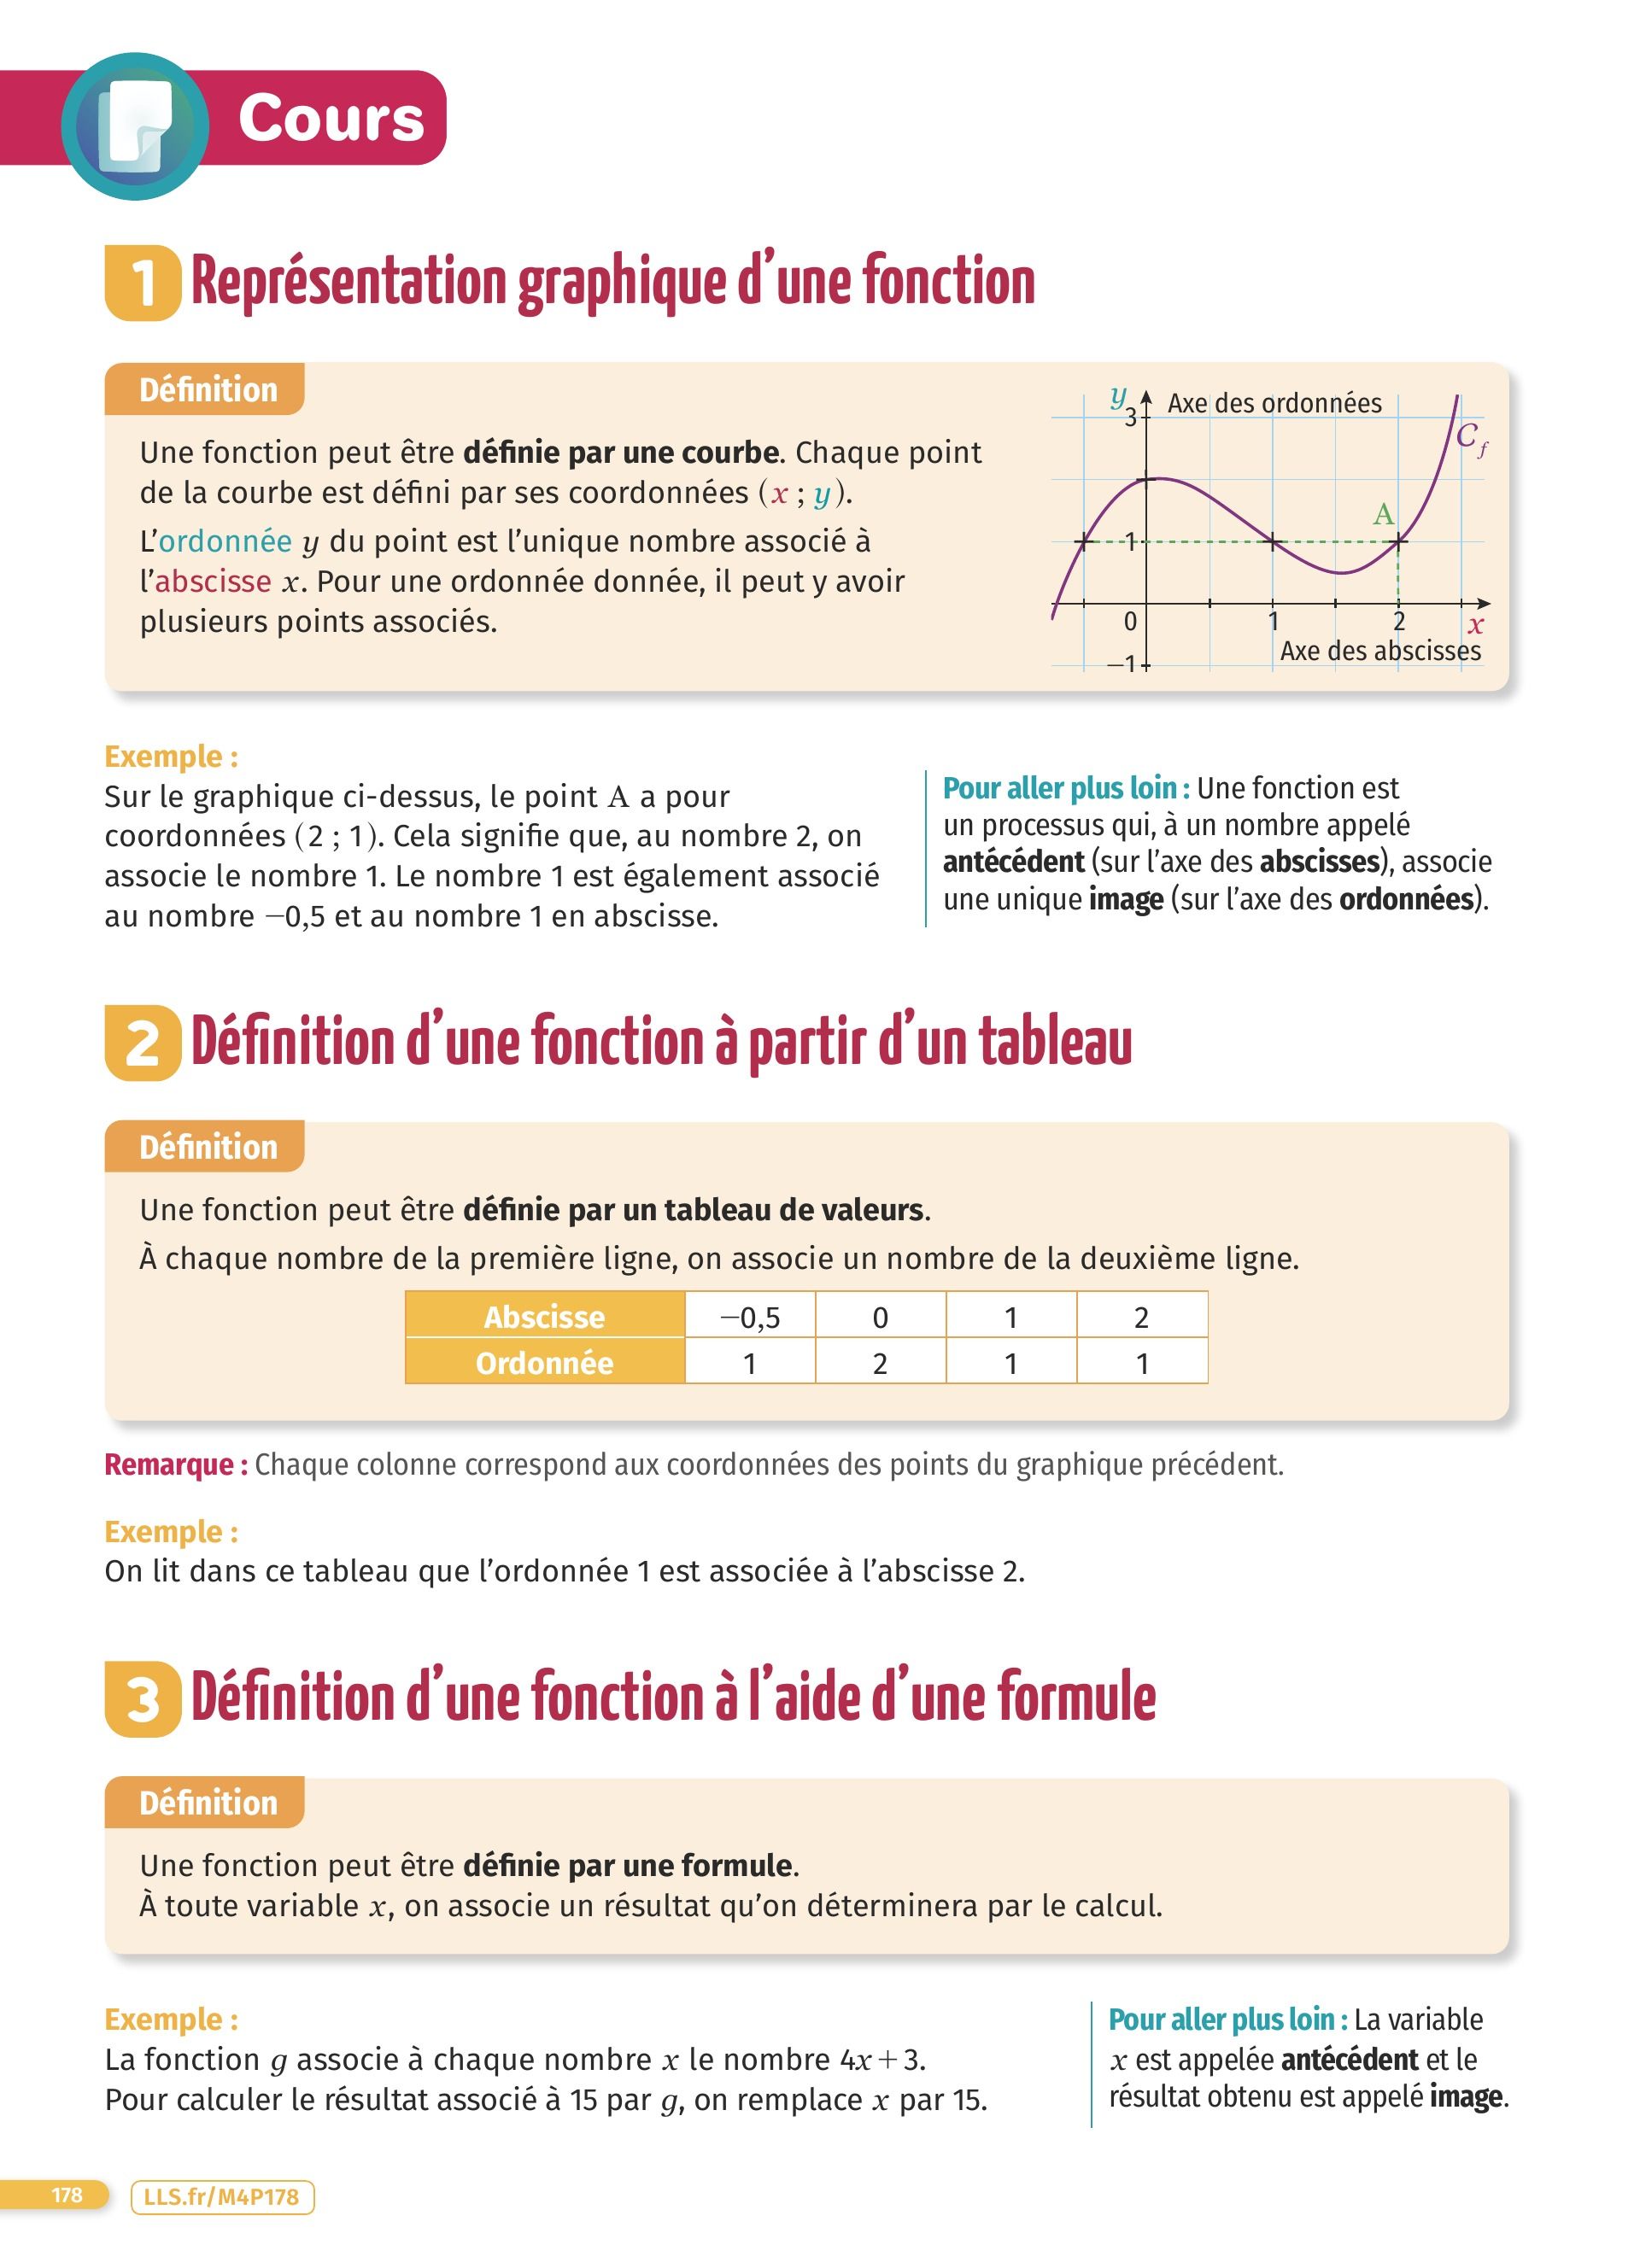 Cours
1 Représentation graphique d'une fonction
Définition
Une fonction peut être définie par une courbe. Chaque point
de la courbe est défini par ses coordonnées (x ; y).
L'ordonnée y du point est l'unique nombre associé à
l'abscisse x. Pour une ordonnée donnée, il peut y avoir
plusieurs points associés.
y
3
Axe des ordonnées
C_f
A
1
0
1
2
x
Axe des abscisses
−1
Exemple :
Sur le graphique ci-dessus, le point A a pour
coordonnées (2 ; 1). Cela signifie que, au nombre 2, on
associe le nombre 1. Le nombre 1 est également associé
au nombre −0,5 et au nombre 1 en abscisse.
Pour aller plus loin : Une fonction est
un processus qui, à un nombre appelé
antécédent (sur l'axe des abscisses), associe
une unique image (sur l'axe des ordonnées).
2 Définition d'une fonction à partir d'un tableau
Définition
Une fonction peut être définie par un tableau de valeurs.
À chaque nombre de la première ligne, on associe un nombre de la deuxième ligne.
Abscisse −0,5 0 1 2
Ordonnée 1 2 1 1
Remarque : Chaque colonne correspond aux coordonnées des points du graphique précédent.
Exemple :
On lit dans ce tableau que l'ordonnée 1 est associée à l'abscisse 2.
3 Définition d'une fonction à l'aide d'une formule
Définition
Une fonction peut être définie par une formule.
À toute variable x, on associe un résultat qu'on déterminera par le calcul.
Exemple :
La fonction g associe à chaque nombre x le nombre 4x + 3.
Pour calculer le résultat associé à 15 par g, on remplace x par 15.
Pour aller plus loin : La variable
x est appelée antécédent et le
résultat obtenu est appelé image.
178
LLS.fr/M4P178